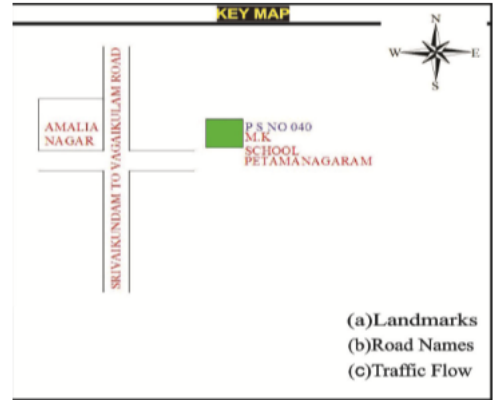 KEY MAP
N
W
E
S
SRIVAIKUNDAM TO VAGAIKULAM ROAD
AMALIA
NAGAR
P S NO 040
M.K
SCHOOL
PETAMANAGARAM
(a)Landmarks
(b)Road Names
(c)Traffic Flow